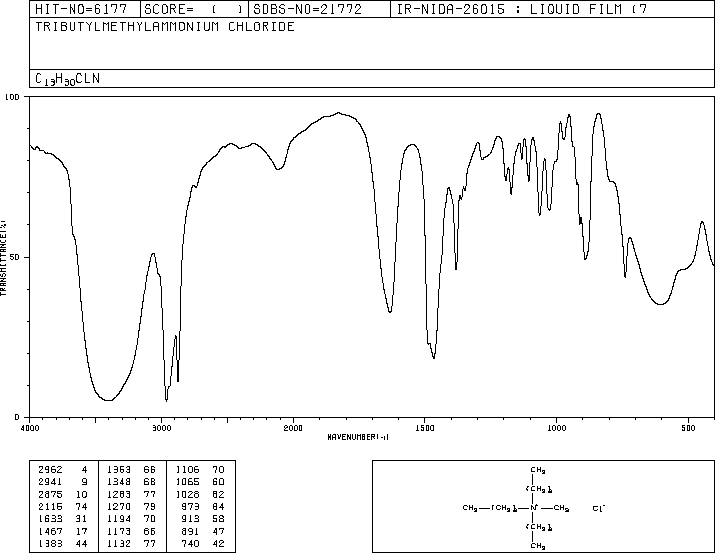 HIT-NO=6177 SCORE= ( ) SDBS-NO=21772 IR-NIDA-26015 : LIQUID FILM (7
TRIBUTYLMETHYLAMMONIUM CHLORIDE
C13H30CLN
100
50
0
TRANSMITTANCE(%)
4000 3000 2000 1500 1000 500
WAVENUMBER(-1)
2962 4 1363 66 1106 70
2941 9 1348 68 1065 60
2875 10 1283 77 1028 62
2115 74 1270 79 973 84
1633 31 1194 70 913 58
1467 17 1173 66 891 47
1383 44 1132 77 740 42
CH3
(CH2)3
CH3—(CH2)3—N+—CH3 Cl-
(CH2)3
CH3